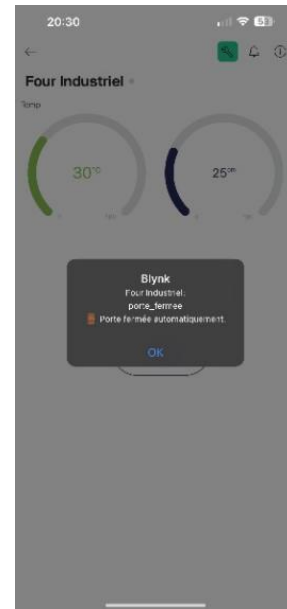 20:30
Four Industriel
Temp
30
25
Blynk
Four Industriel:
porte_fermee
Porte fermée automatiquement.
OK